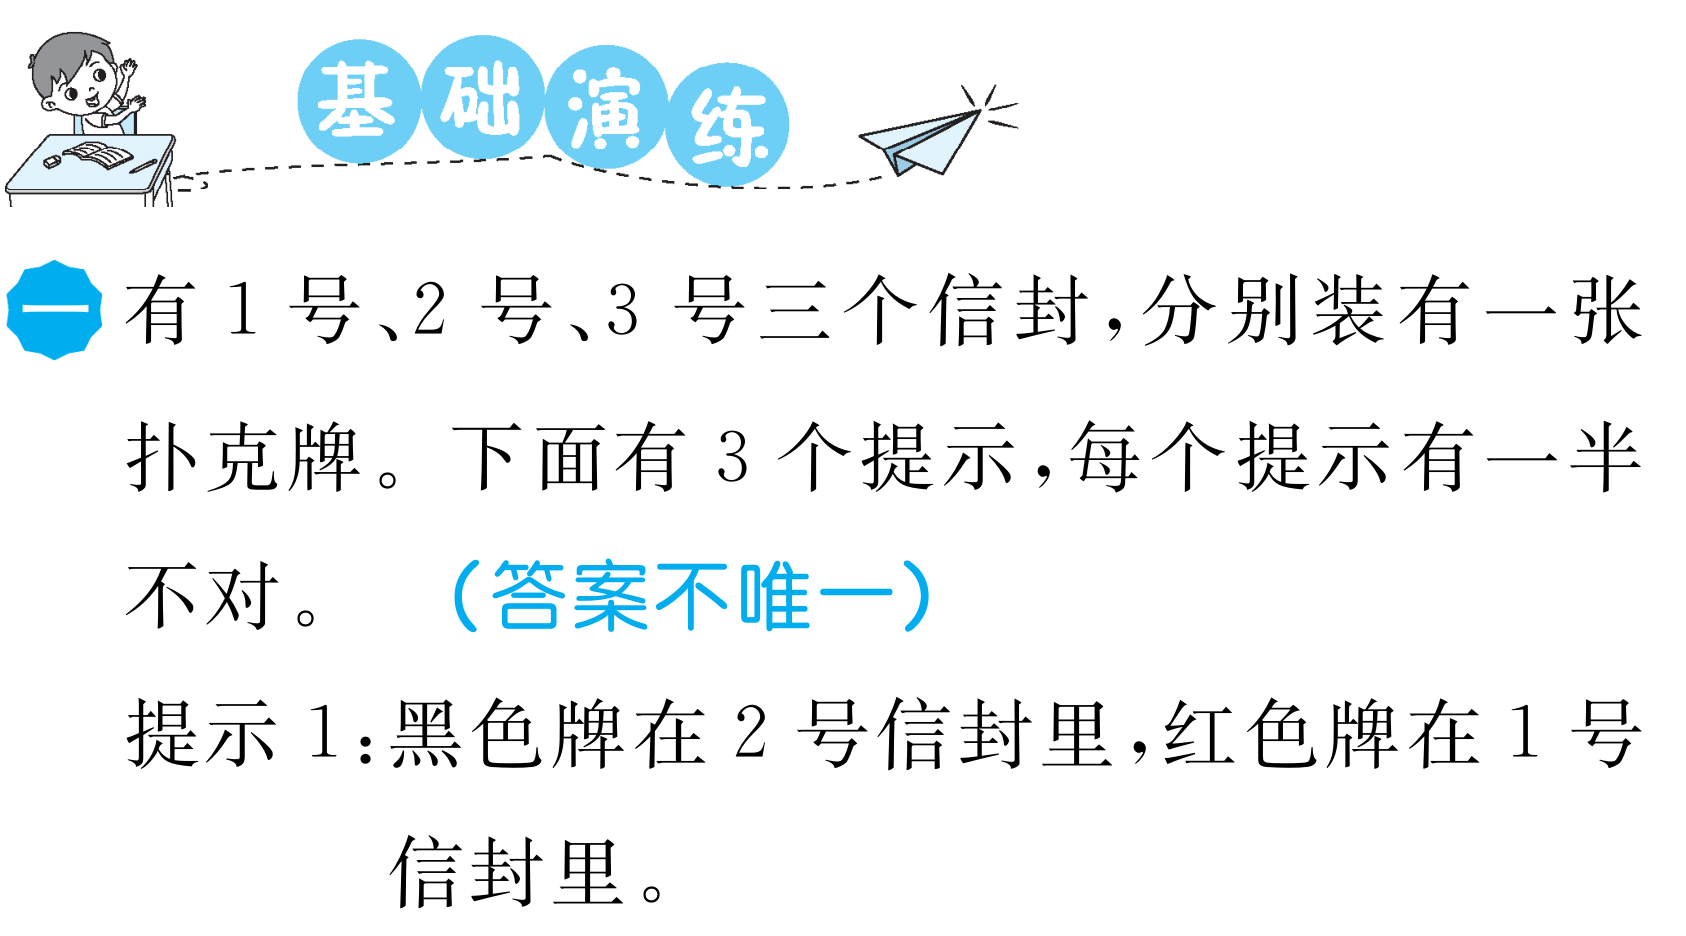 基础演练
一 有1号、2号、3号三个信封,分别装有一张
扑克牌。下面有3个提示,每个提示有一半
不对。 (答案不唯一)
提示1:黑色牌在2号信封里,红色牌在1号
信封里。